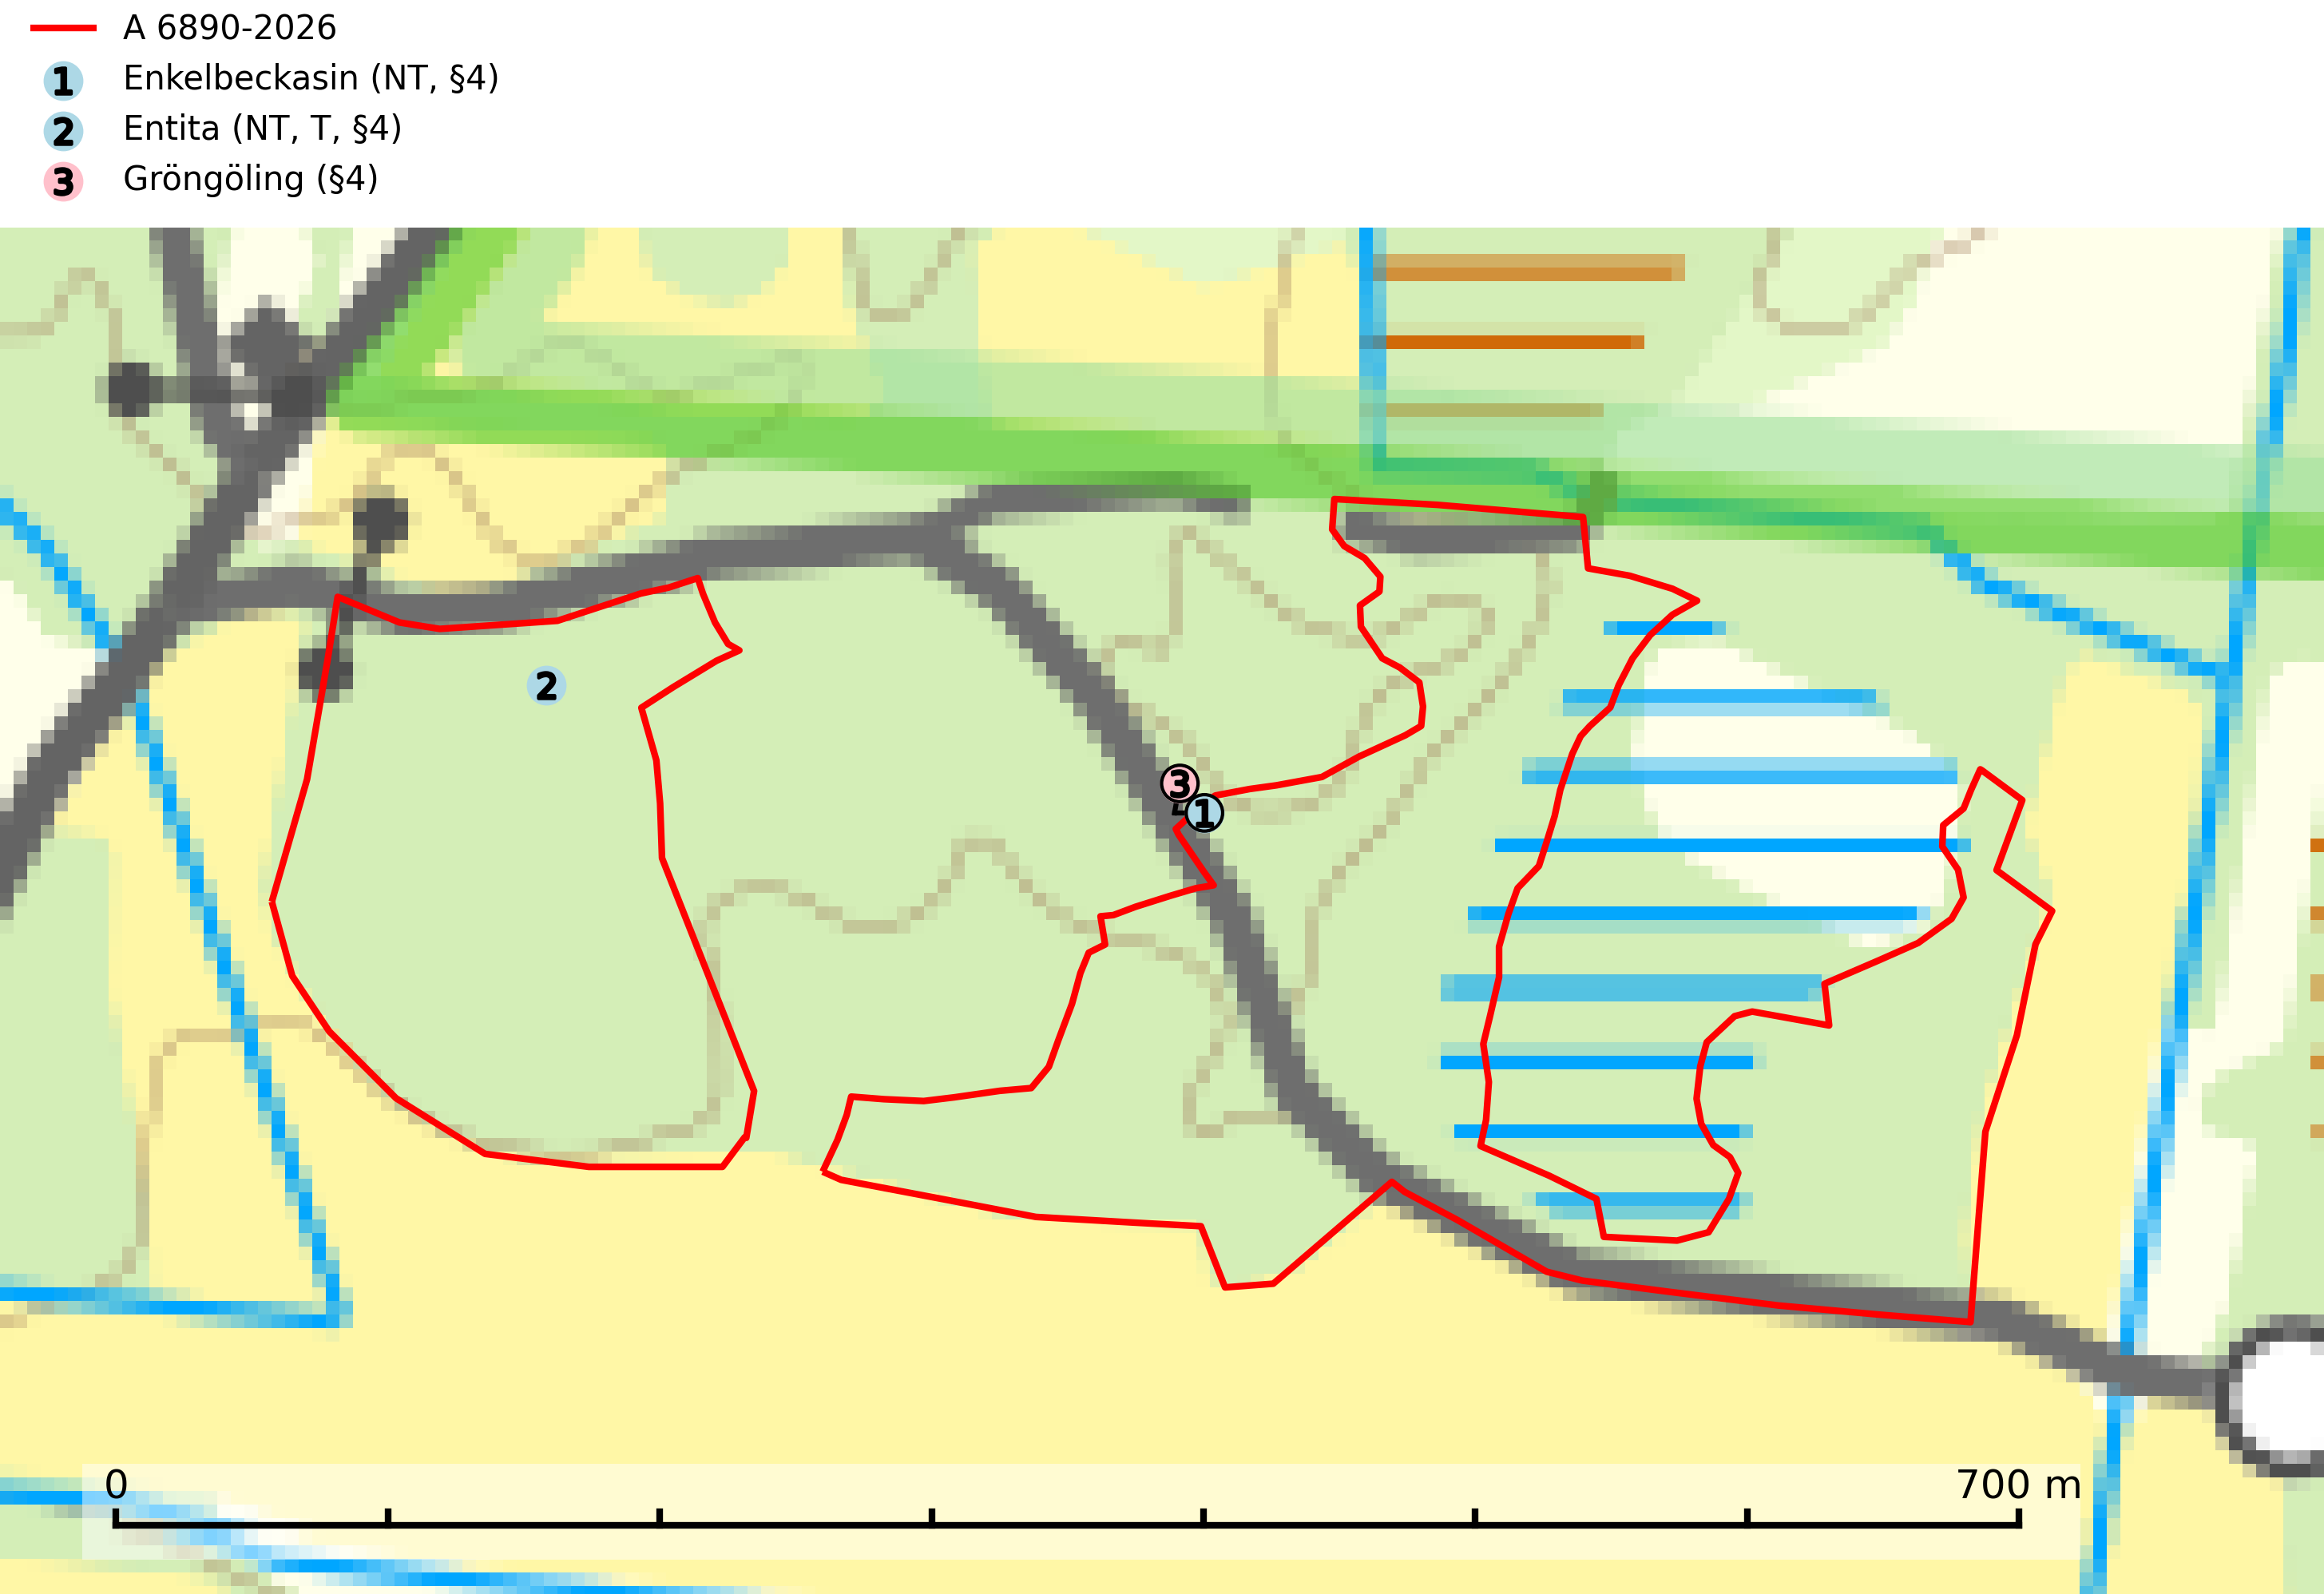 A 6890-2026
1 Enkelbeckasin (NT, §4)
2 Entita (NT, T, §4)
3 Gröngöling (§4)
2
3
1
0 700 m